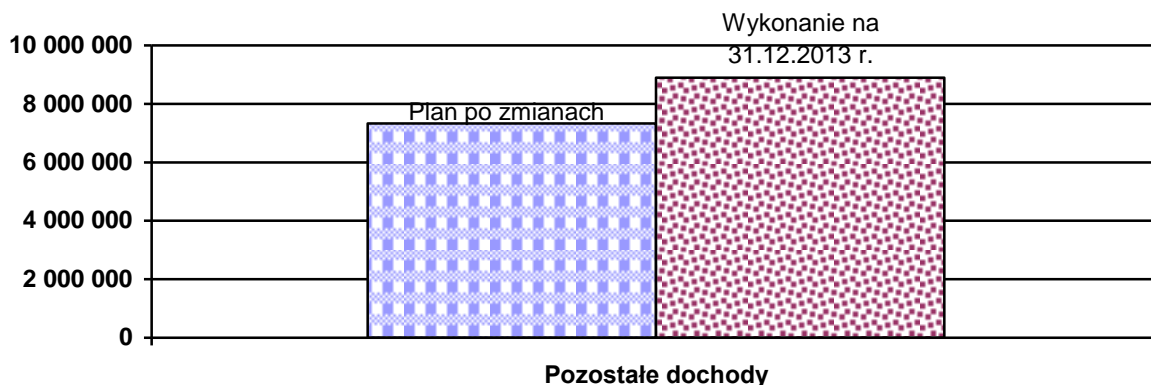 Wykonanie na
31.12.2013 r.
10 000 000
8 000 000
Plan po zmianach
6 000 000
4 000 000
2 000 000
0
Pozostałe dochody